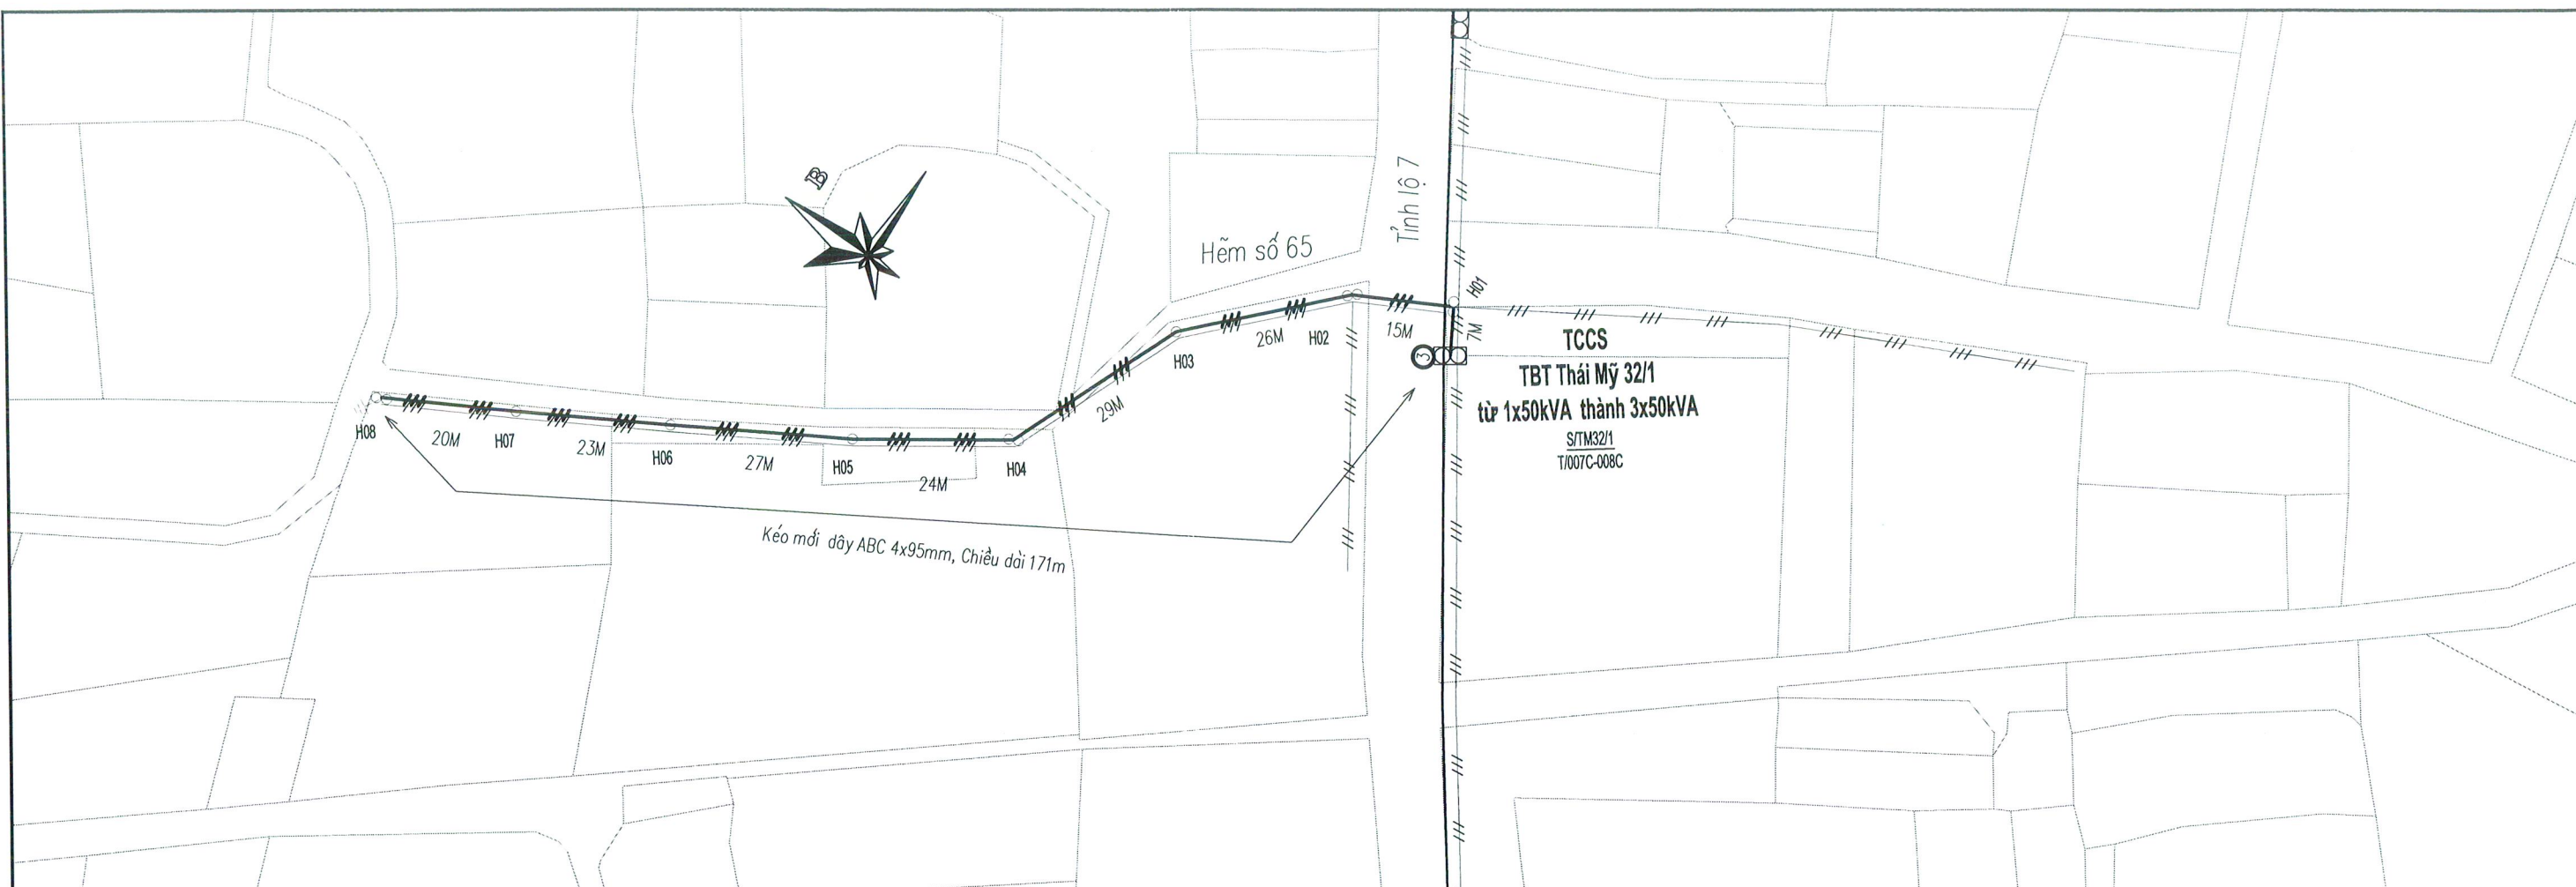 B
Tỉnh lộ 7
Hẽm số 65
H01
7M
15M
H02
26M
H03
29M
3
TCCS
TBT Thái Mỹ 32/1
từ 1x50kVA thành 3x50kVA
S/TM32/1
T/007C-008C
H08
20M
H07
23M
H06
27M
H05
24M
H04
Kéo mới dây ABC 4x95mm, Chiều dài 171m